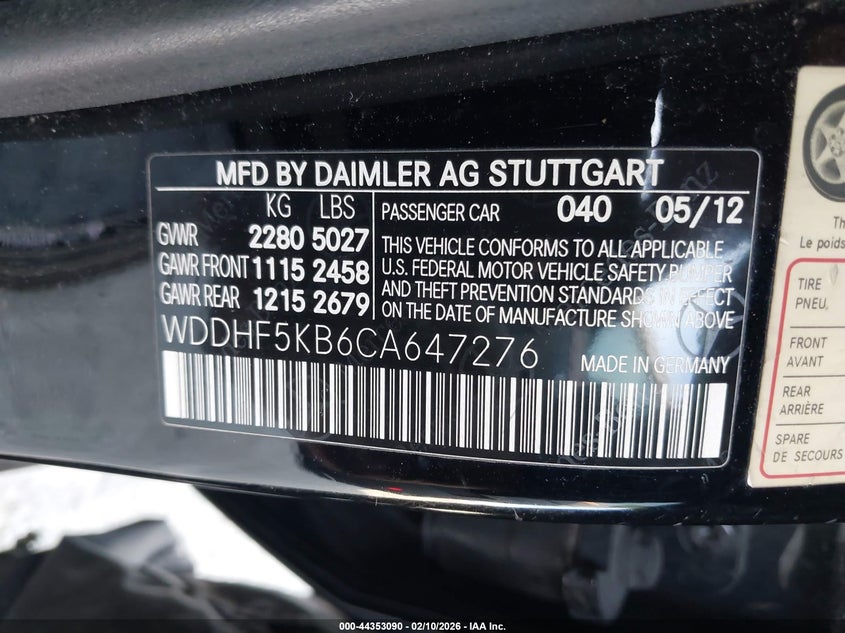 MFD BY DAIMLER AG STUTTGART
KG LBS
GVWR 2280 5027
GAWR FRONT 1115 2458
GAWR REAR 1215 2679
PASSENGER CAR 040 05/12
THIS VEHICLE CONFORMS TO ALL APPLICABLE
U.S. FEDERAL MOTOR VEHICLE SAFETY BUMPER
AND THEFT PREVENTION STANDARDS IN EFFECT
ON THE DATE OF MANUFACTURE SHOWN ABOVE
WDDHF5KB6CA647276
MADE IN GERMANY
Th
Le poids
TIRE
PNEU
FRONT
AVANT
REAR
ARRIÈRE
SPARE
DE SECOURS
000-44353090 - 02/10/2026 - IAA Inc.